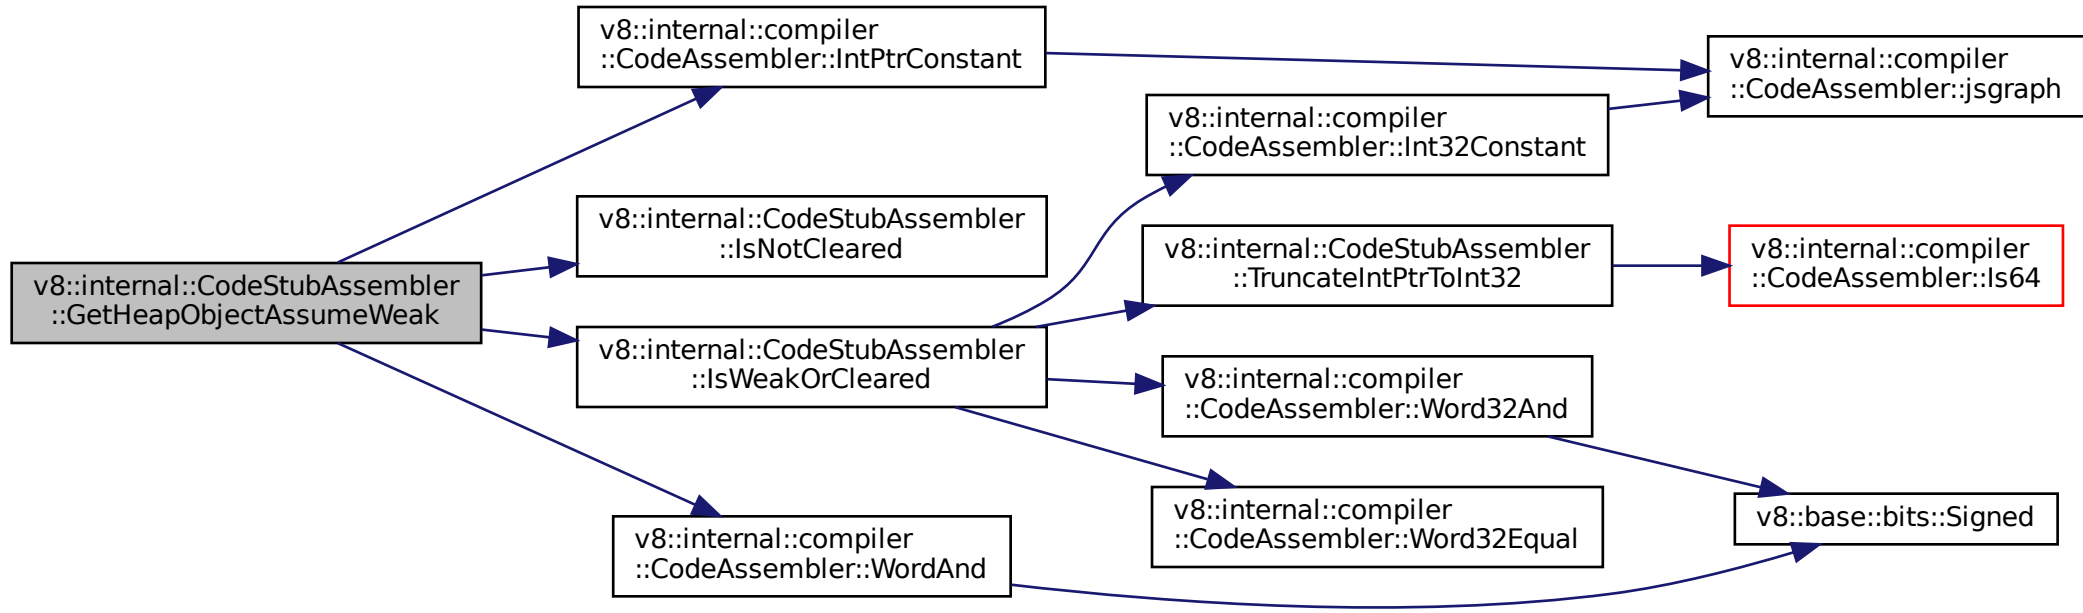 v8::internal::CodeStubAssembler
::GetHeapObjectAssumeWeak
v8::internal::compiler
::CodeAssembler::IntPtrConstant
v8::internal::CodeStubAssembler
::IsNotCleared
v8::internal::CodeStubAssembler
::IsWeakOrCleared
v8::internal::compiler
::CodeAssembler::WordAnd
v8::internal::compiler
::CodeAssembler::Int32Constant
v8::internal::CodeStubAssembler
::TruncateIntPtrToInt32
v8::internal::compiler
::CodeAssembler::Word32And
v8::internal::compiler
::CodeAssembler::Word32Equal
v8::internal::compiler
::CodeAssembler::jsgraph
v8::internal::compiler
::CodeAssembler::Is64
v8::base::bits::Signed